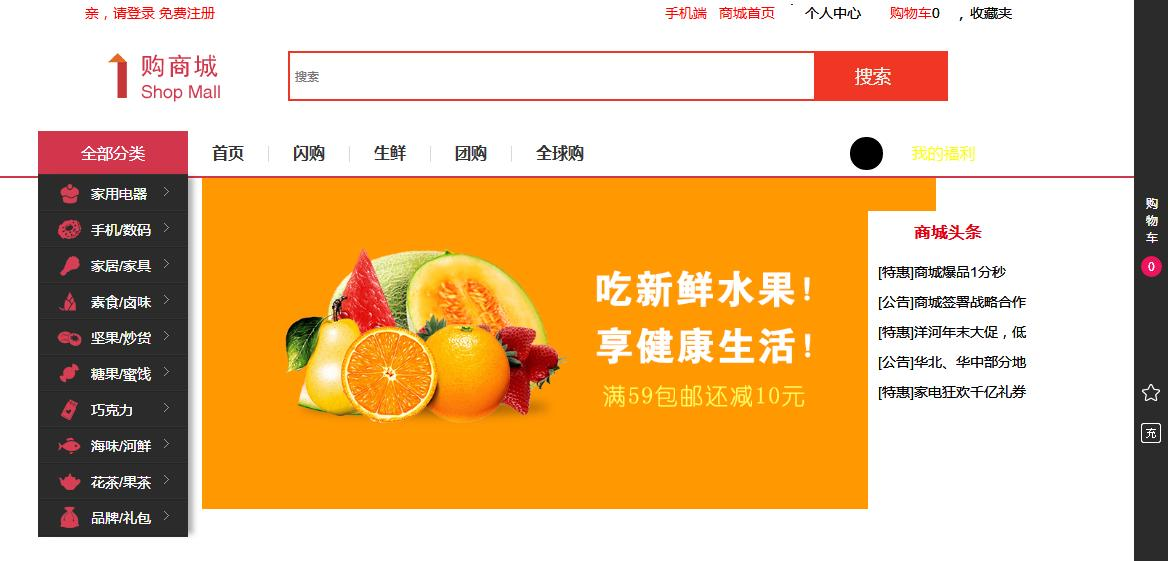 亲，请登录 免费注册
手机端 商城首页 个人中心 购物车0 ，收藏夹
购商城
Shop Mall
搜索
搜索
全部分类
首页
闪购
生鲜
团购
全球购
我的福利
家用电器
手机/数码
家居/家具
素食/卤味
坚果/炒货
糖果/蜜饯
巧克力
海味/河鲜
花茶/果茶
品牌/礼包
吃新鲜水果！
享健康生活！
满59包邮还减10元
商城头条
[特惠]商城爆品1分秒
[公告]商城签署战略合作
[特惠]洋河年末大促，低
[公告]华北、华中部分地
[特惠]家电狂欢千亿礼券
购
物
车
0
充